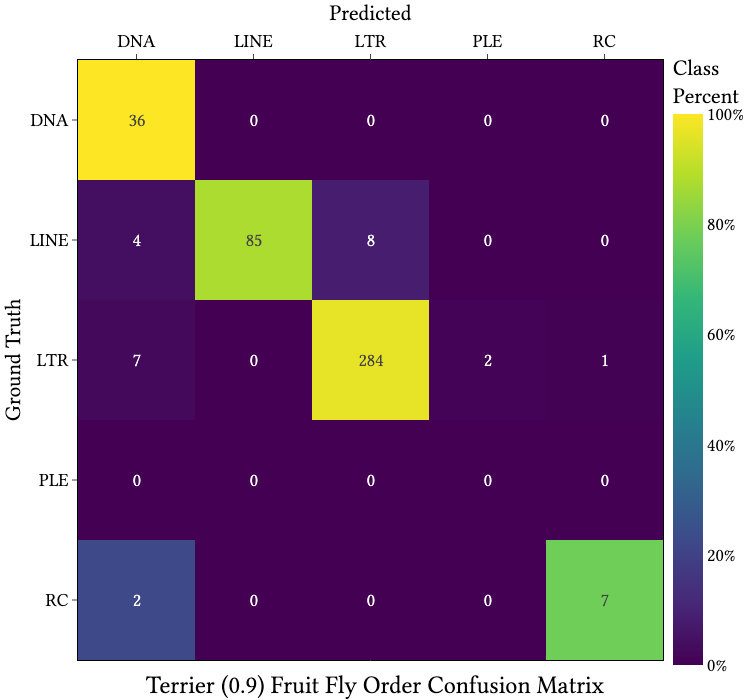 Predicted
DNA LINE LTR PLE RC
Class
Percent
Ground Truth
DNA 36 0 0 0 0
LINE 4 85 8 0 0
LTR 7 0 284 2 1
PLE 0 0 0 0 0
RC 2 0 0 0 7
100%
80%
60%
40%
20%
0%
Terrier (0.9) Fruit Fly Order Confusion Matrix